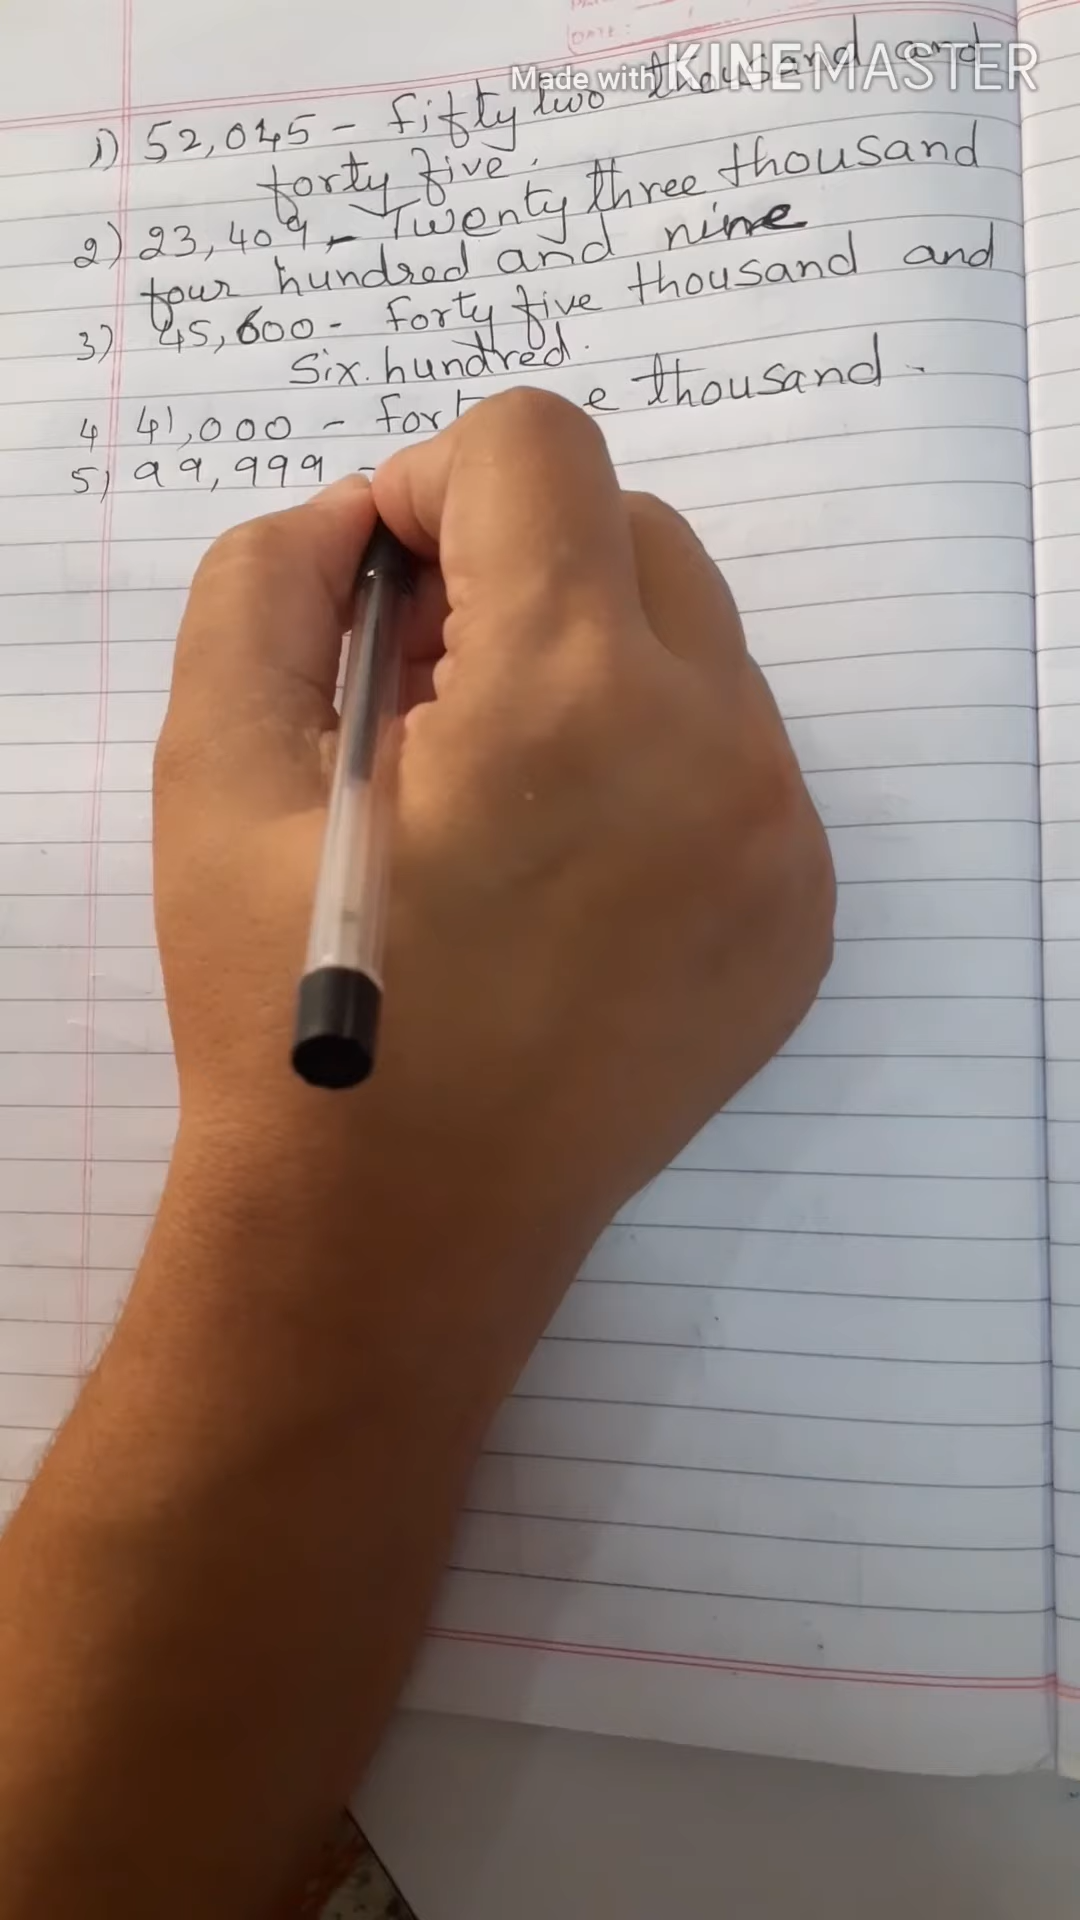 DATE:
Made with KINEMASTER
1) 52,045 - Fifty two thousand and
forty five.
2) 23,409 - Twenty three thousand
four hundred and nine
3) 45,600 - Forty five thousand and
Six hundred.
4 41,000 - thousand.
5) 99,999 -